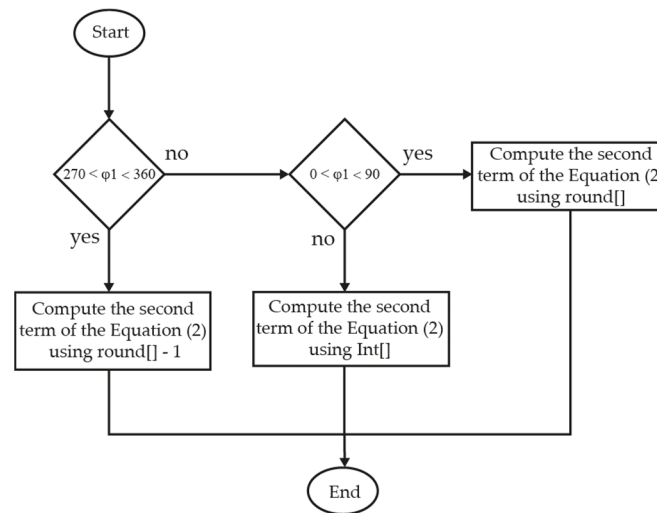 Start
270 < φ1 < 360
no
0 < φ1 < 90
yes
Compute the second
term of the Equation (2)
using round[]
yes
no
Compute the second
term of the Equation (2)
using round[] - 1
Compute the second
term of the Equation (2)
using Int[]
End